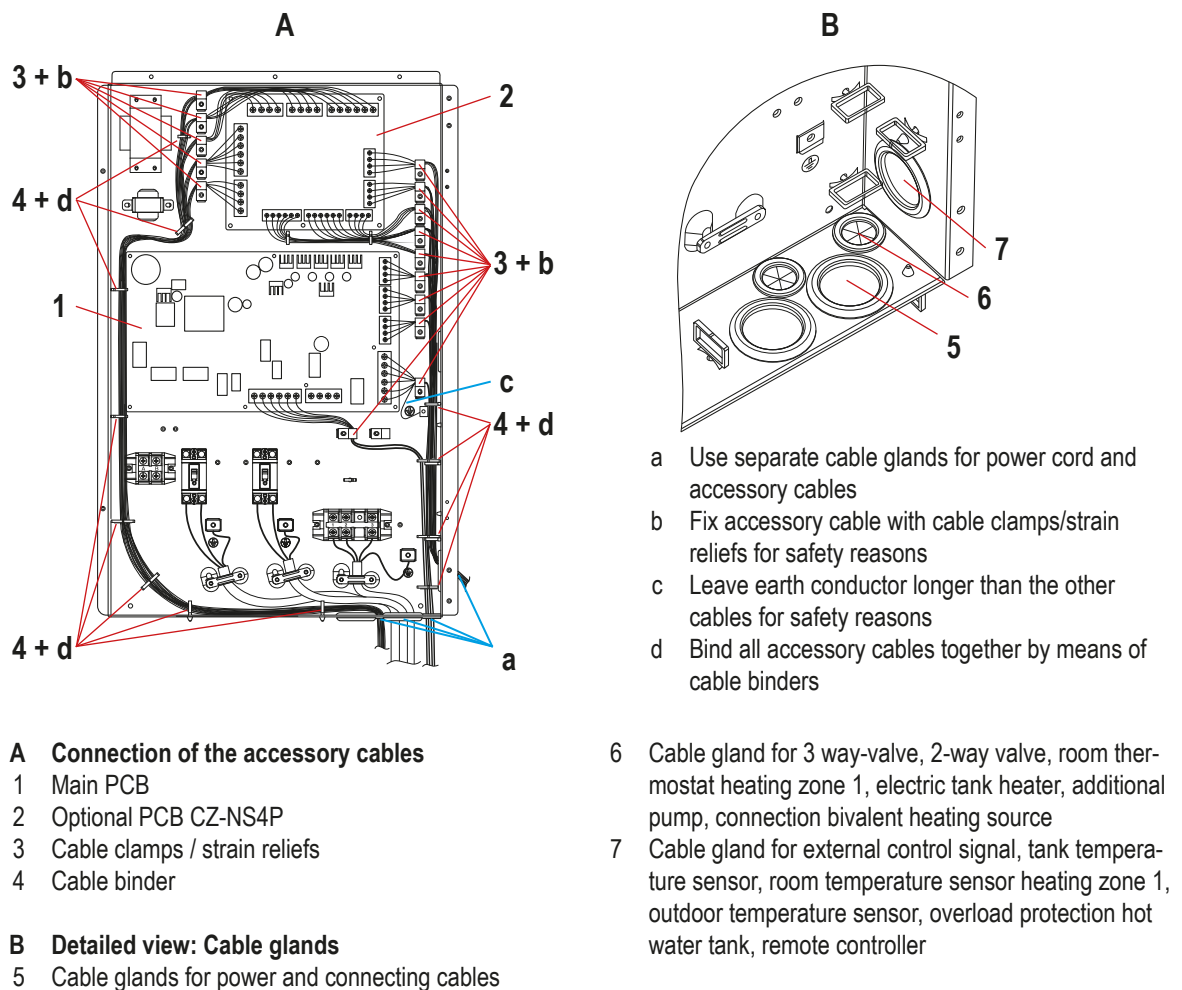 A
B
3 + b
2
4 + d
3 + b
1
c
4 + d
4 + d
a
7
6
5
a Use separate cable glands for power cord and
accessory cables
b Fix accessory cable with cable clamps/strain
reliefs for safety reasons
c Leave earth conductor longer than the other
cables for safety reasons
d Bind all accessory cables together by means of
cable binders
A Connection of the accessory cables
1 Main PCB
2 Optional PCB CZ-NS4P
3 Cable clamps / strain reliefs
4 Cable binder
B Detailed view: Cable glands
5 Cable glands for power and connecting cables
6 Cable gland for 3 way-valve, 2-way valve, room ther-
mostat heating zone 1, electric tank heater, additional
pump, connection bivalent heating source
7 Cable gland for external control signal, tank tempera-
ture sensor, room temperature sensor heating zone 1,
outdoor temperature sensor, overload protection hot
water tank, remote controller